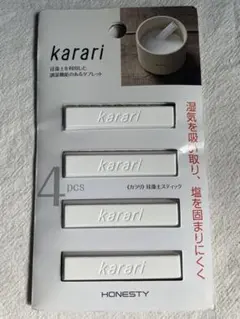 karari
珪藻土を利用した
調湿機能のあるタブレット
湿気を吸い取り、塩を固まりにくく
karari
karari
4pcs
《カラリ》珪藻土スティック
karari
karari
HONESTY